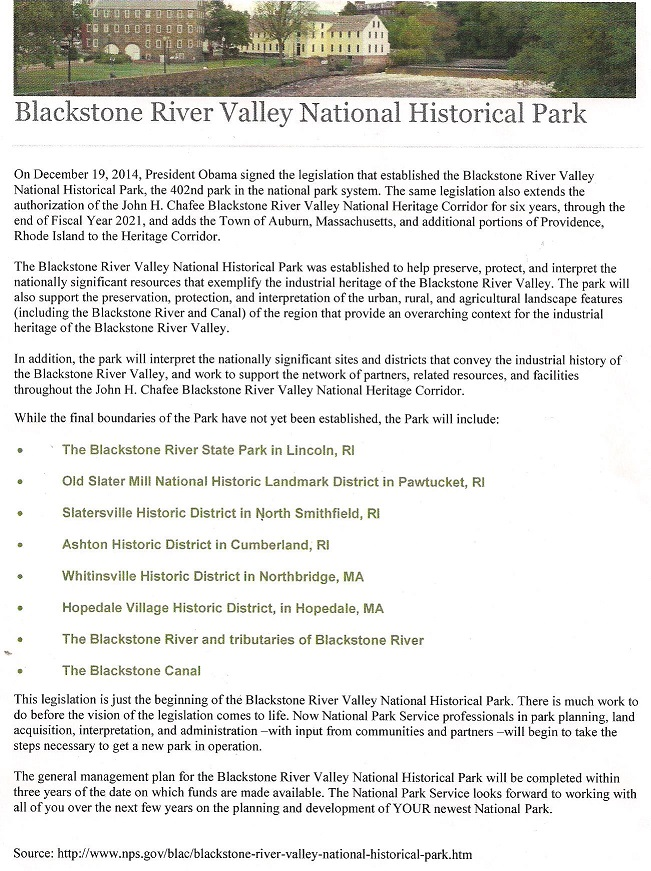 Blackstone River Valley National Historical Park
On December 19, 2014, President Obama signed the legislation that established the Blackstone River Valley
National Historical Park, the 402nd park in the national park system. The same legislation also extends the
authorization of the John H. Chafee Blackstone River Valley National Heritage Corridor for six years, through the
end of Fiscal Year 2021, and adds the Town of Auburn, Massachusetts, and additional portions of Providence,
Rhode Island to the Heritage Corridor.
The Blackstone River Valley National Historical Park was established to help preserve, protect, and interpret the
nationally significant resources that exemplify the industrial heritage of the Blackstone River Valley. The park will
also support the preservation, protection, and interpretation of the urban, rural, and agricultural landscape features
(including the Blackstone River and Canal) of the region that provide an overarching context for the industrial
heritage of the Blackstone River Valley.
In addition, the park will interpret the nationally significant sites and districts that convey the industrial history of
the Blackstone River Valley, and work to support the network of partners, related resources, and facilities
throughout the John H. Chafee Blackstone River Valley National Heritage Corridor.
While the final boundaries of the Park have not yet been established, the Park will include:
• The Blackstone River State Park in Lincoln, RI
• Old Slater Mill National Historic Landmark District in Pawtucket, RI
• Slatersville Historic District in North Smithfield, RI
• Ashton Historic District in Cumberland, RI
• Whitinsville Historic District in Northbridge, MA
• Hopedale Village Historic District, in Hopedale, MA
• The Blackstone River and tributaries of Blackstone River
• The Blackstone Canal
This legislation is just the beginning of the Blackstone River Valley National Historical Park. There is much work to
do before the vision of the legislation comes to life. Now National Park Service professionals in park planning, land
acquisition, interpretation, and administration –with input from communities and partners –will begin to take the
steps necessary to get a new park in operation.
The general management plan for the Blackstone River Valley National Historical Park will be completed within
three years of the date on which funds are made available. The National Park Service looks forward to working with
all of you over the next few years on the planning and development of YOUR newest National Park.
Source: http://www.nps.gov/blac/blackstone-river-valley-national-historical-park.htm